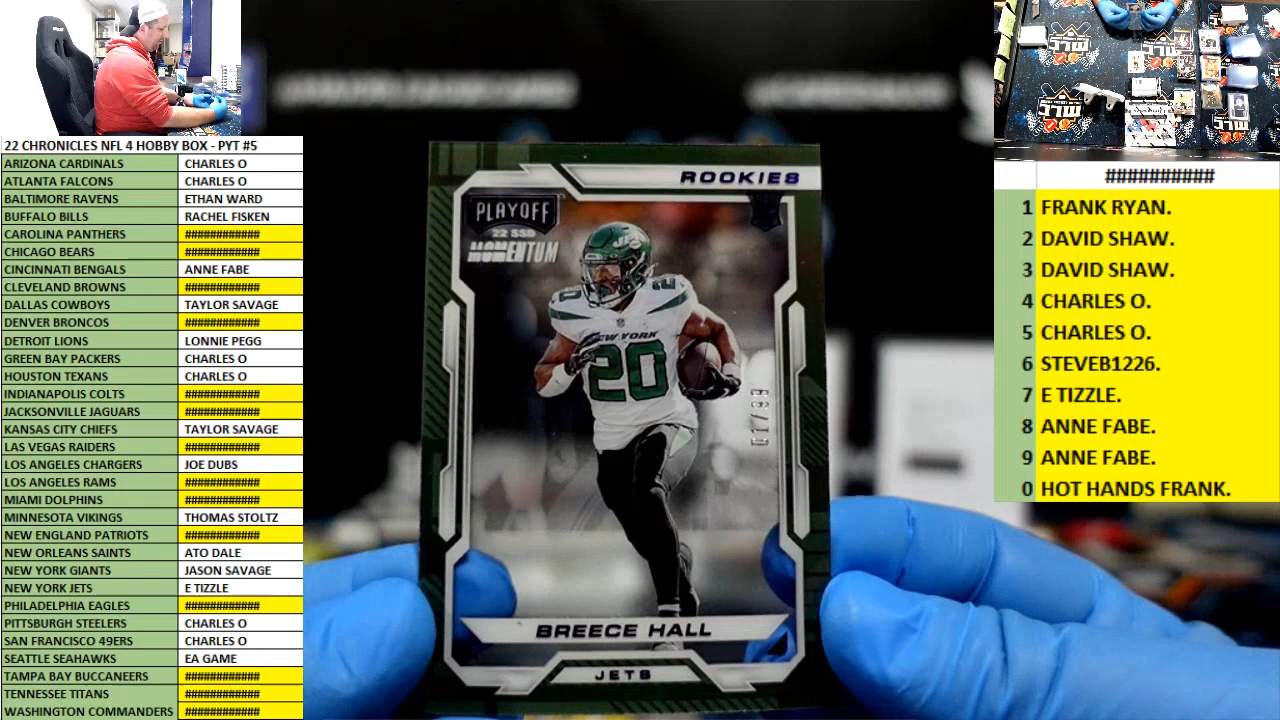 22 CHRONICLES NFL 4 HOBBY BOX - PYT #5
ARIZONA CARDINALS CHARLES O
ATLANTA FALCONS CHARLES O
BALTIMORE RAVENS ETHAN WARD
BUFFALO BILLS RACHEL FISKEN
CAROLINA PANTHERS ############
CHICAGO BEARS ############
CINCINNATI BENGALS ANNE FABE
CLEVELAND BROWNS ############
DALLAS COWBOYS TAYLOR SAVAGE
DENVER BRONCOS ############
DETROIT LIONS LONNIE PEGG
GREEN BAY PACKERS CHARLES O
HOUSTON TEXANS CHARLES O
INDIANAPOLIS COLTS ############
JACKSONVILLE JAGUARS ############
KANSAS CITY CHIEFS TAYLOR SAVAGE
LAS VEGAS RAIDERS ############
LOS ANGELES CHARGERS JOE DUBS
LOS ANGELES RAMS ############
MIAMI DOLPHINS ############
MINNESOTA VIKINGS THOMAS STOLTZ
NEW ENGLAND PATRIOTS ############
NEW ORLEANS SAINTS ATO DALE
NEW YORK GIANTS JASON SAVAGE
NEW YORK JETS E TIZZLE
PHILADELPHIA EAGLES ############
PITTSBURGH STEELERS CHARLES O
SAN FRANCISCO 49ERS CHARLES O
SEATTLE SEAHAWKS EA GAME
TAMPA BAY BUCCANEERS ############
TENNESSEE TITANS ############
WASHINGTON COMMANDERS ############
ROOKIES
PLAYOFF
22 SSD
MOMENTUM
20
20
NEW YORK
20
01/99
BREECE HALL
JETS
##########
1 FRANK RYAN.
2 DAVID SHAW.
3 DAVID SHAW.
4 CHARLES O.
5 CHARLES O.
6 STEVEB1226.
7 E TIZZLE.
8 ANNE FABE.
9 ANNE FABE.
0 HOT HANDS FRANK.